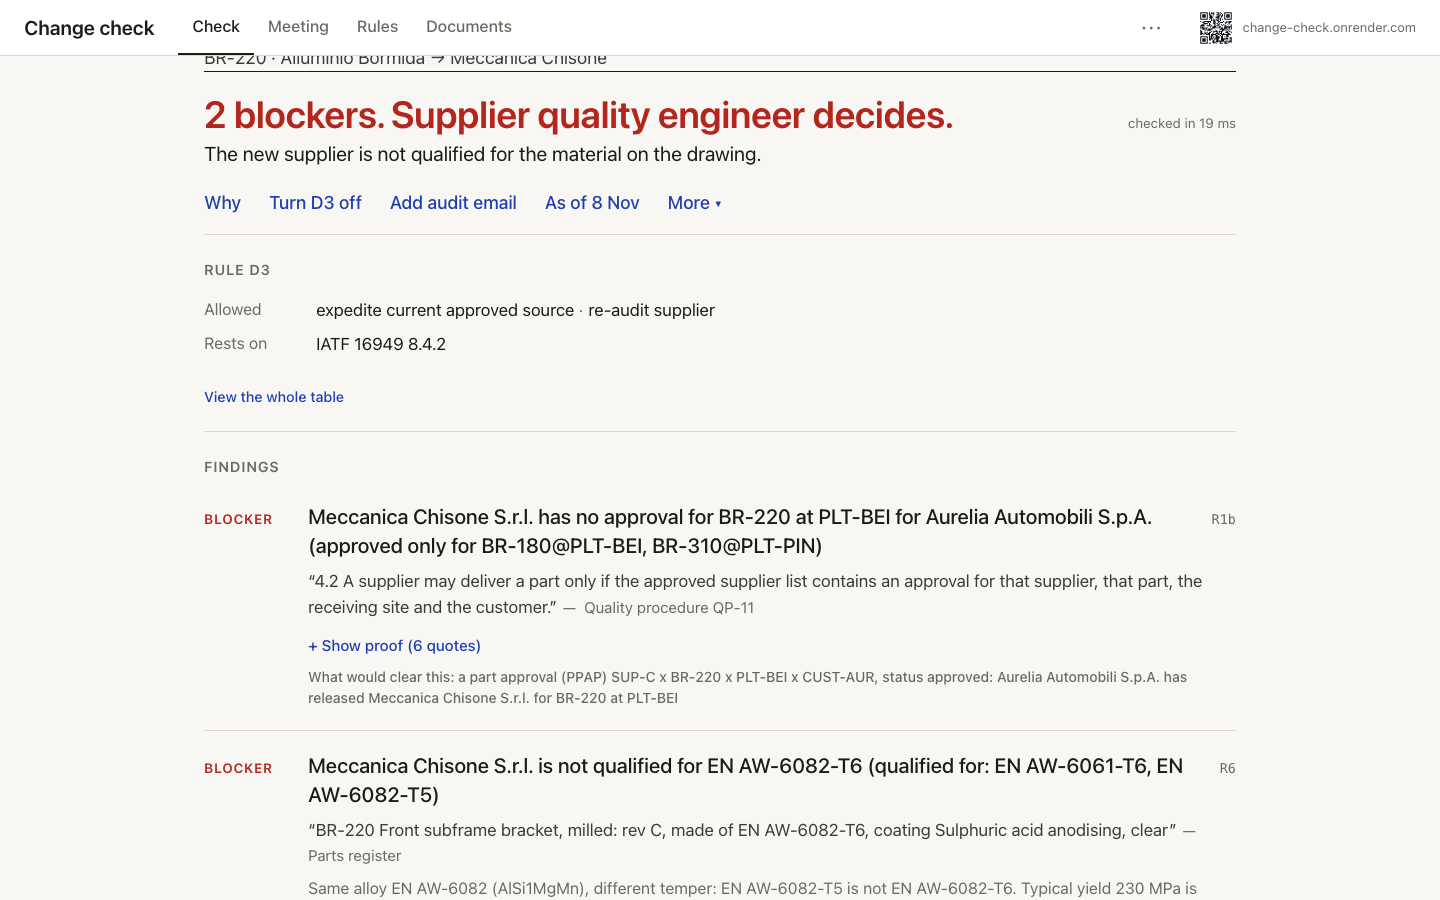 Change check
Check
Meeting
Rules
Documents
···
change-check.onrender.com
BR-220 · Alluminio Bormida → Meccanica Chisone
2 blockers. Supplier quality engineer decides.
checked in 19 ms
The new supplier is not qualified for the material on the drawing.
Why
Turn D3 off
Add audit email
As of 8 Nov
More ▾
RULE D3
Allowed
expedite current approved source · re-audit supplier
Rests on
IATF 16949 8.4.2
View the whole table
FINDINGS
BLOCKER
Meccanica Chisone S.r.l. has no approval for BR-220 at PLT-BEI for Aurelia Automobili S.p.A.
(approved only for BR-180@PLT-BEI, BR-310@PLT-PIN)
R1b
“4.2 A supplier may deliver a part only if the approved supplier list contains an approval for that supplier, that part, the
receiving site and the customer.” — Quality procedure QP-11
+ Show proof (6 quotes)
What would clear this: a part approval (PPAP) SUP-C x BR-220 x PLT-BEI x CUST-AUR, status approved: Aurelia Automobili S.p.A. has
released Meccanica Chisone S.r.l. for BR-220 at PLT-BEI
BLOCKER
Meccanica Chisone S.r.l. is not qualified for EN AW-6082-T6 (qualified for: EN AW-6061-T6, EN
AW-6082-T5)
R6
“BR-220 Front subframe bracket, milled: rev C, made of EN AW-6082-T6, coating Sulphuric acid anodising, clear” —
Parts register
Same alloy EN AW-6082 (AlSi1MgMn), different temper: EN AW-6082-T5 is not EN AW-6082-T6. Typical yield 230 MPa is